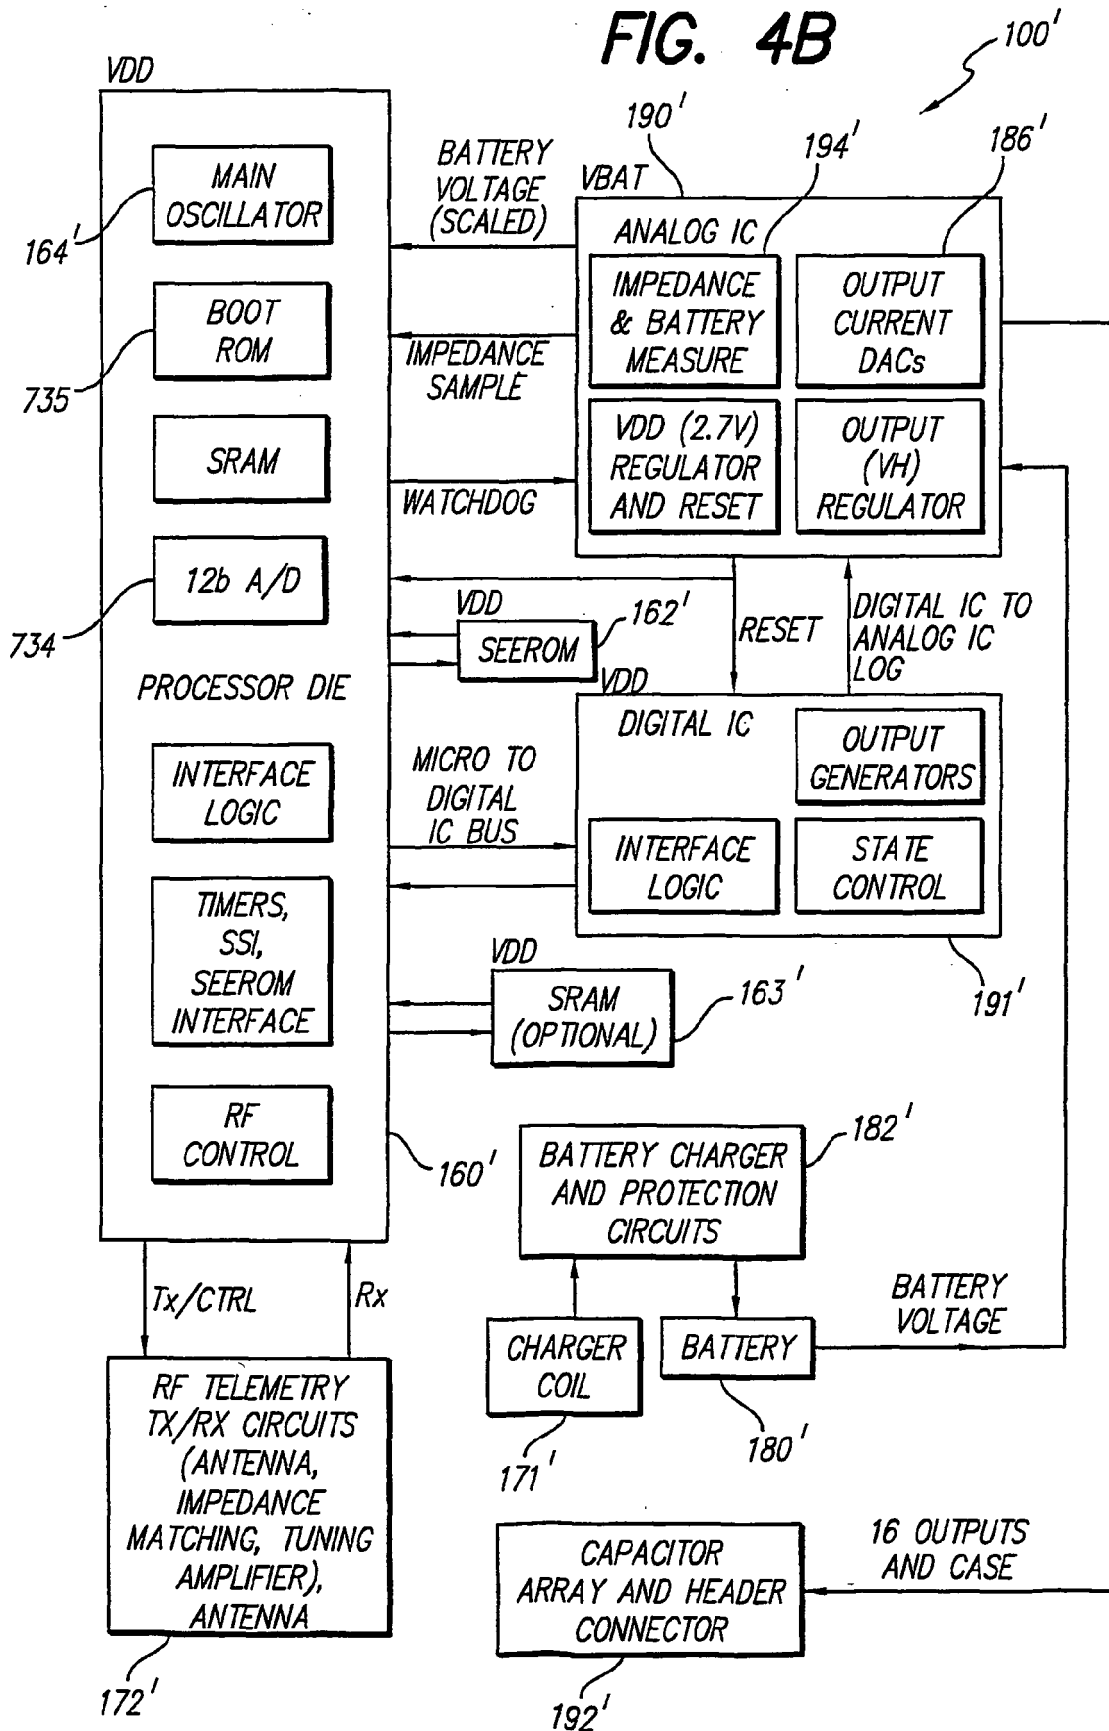 FIG. 4B
100'
VDD
MAIN
OSCILLATOR
164'
BOOT
ROM
735
SRAM
12b A/D
734
PROCESSOR DIE
INTERFACE
LOGIC
TIMERS,
SSI,
SEEROM
INTERFACE
RF
CONTROL
160'
BATTERY
VOLTAGE
(SCALED)
IMPEDANCE
SAMPLE
WATCHDOG
190'
VBAT
ANALOG IC
194'
186'
IMPEDANCE
& BATTERY
MEASURE
OUTPUT
CURRENT
DACs
VDD (2.7V)
REGULATOR
AND RESET
OUTPUT
(VH)
REGULATOR
VDD
SEEROM
162'
RESET
DIGITAL IC TO
ANALOG IC
LOG
VDD
DIGITAL IC
OUTPUT
GENERATORS
INTERFACE
LOGIC
STATE
CONTROL
191'
MICRO TO
DIGITAL
IC BUS
VDD
SRAM
(OPTIONAL)
163'
182'
BATTERY CHARGER
AND PROTECTION
CIRCUITS
CHARGER
COIL
171'
BATTERY
180'
BATTERY
VOLTAGE
Tx/CTRL
Rx
RF TELEMETRY
TX/RX CIRCUITS
(ANTENNA,
IMPEDANCE
MATCHING, TUNING
AMPLIFIER),
ANTENNA
172'
CAPACITOR
ARRAY AND HEADER
CONNECTOR
192'
16 OUTPUTS
AND CASE